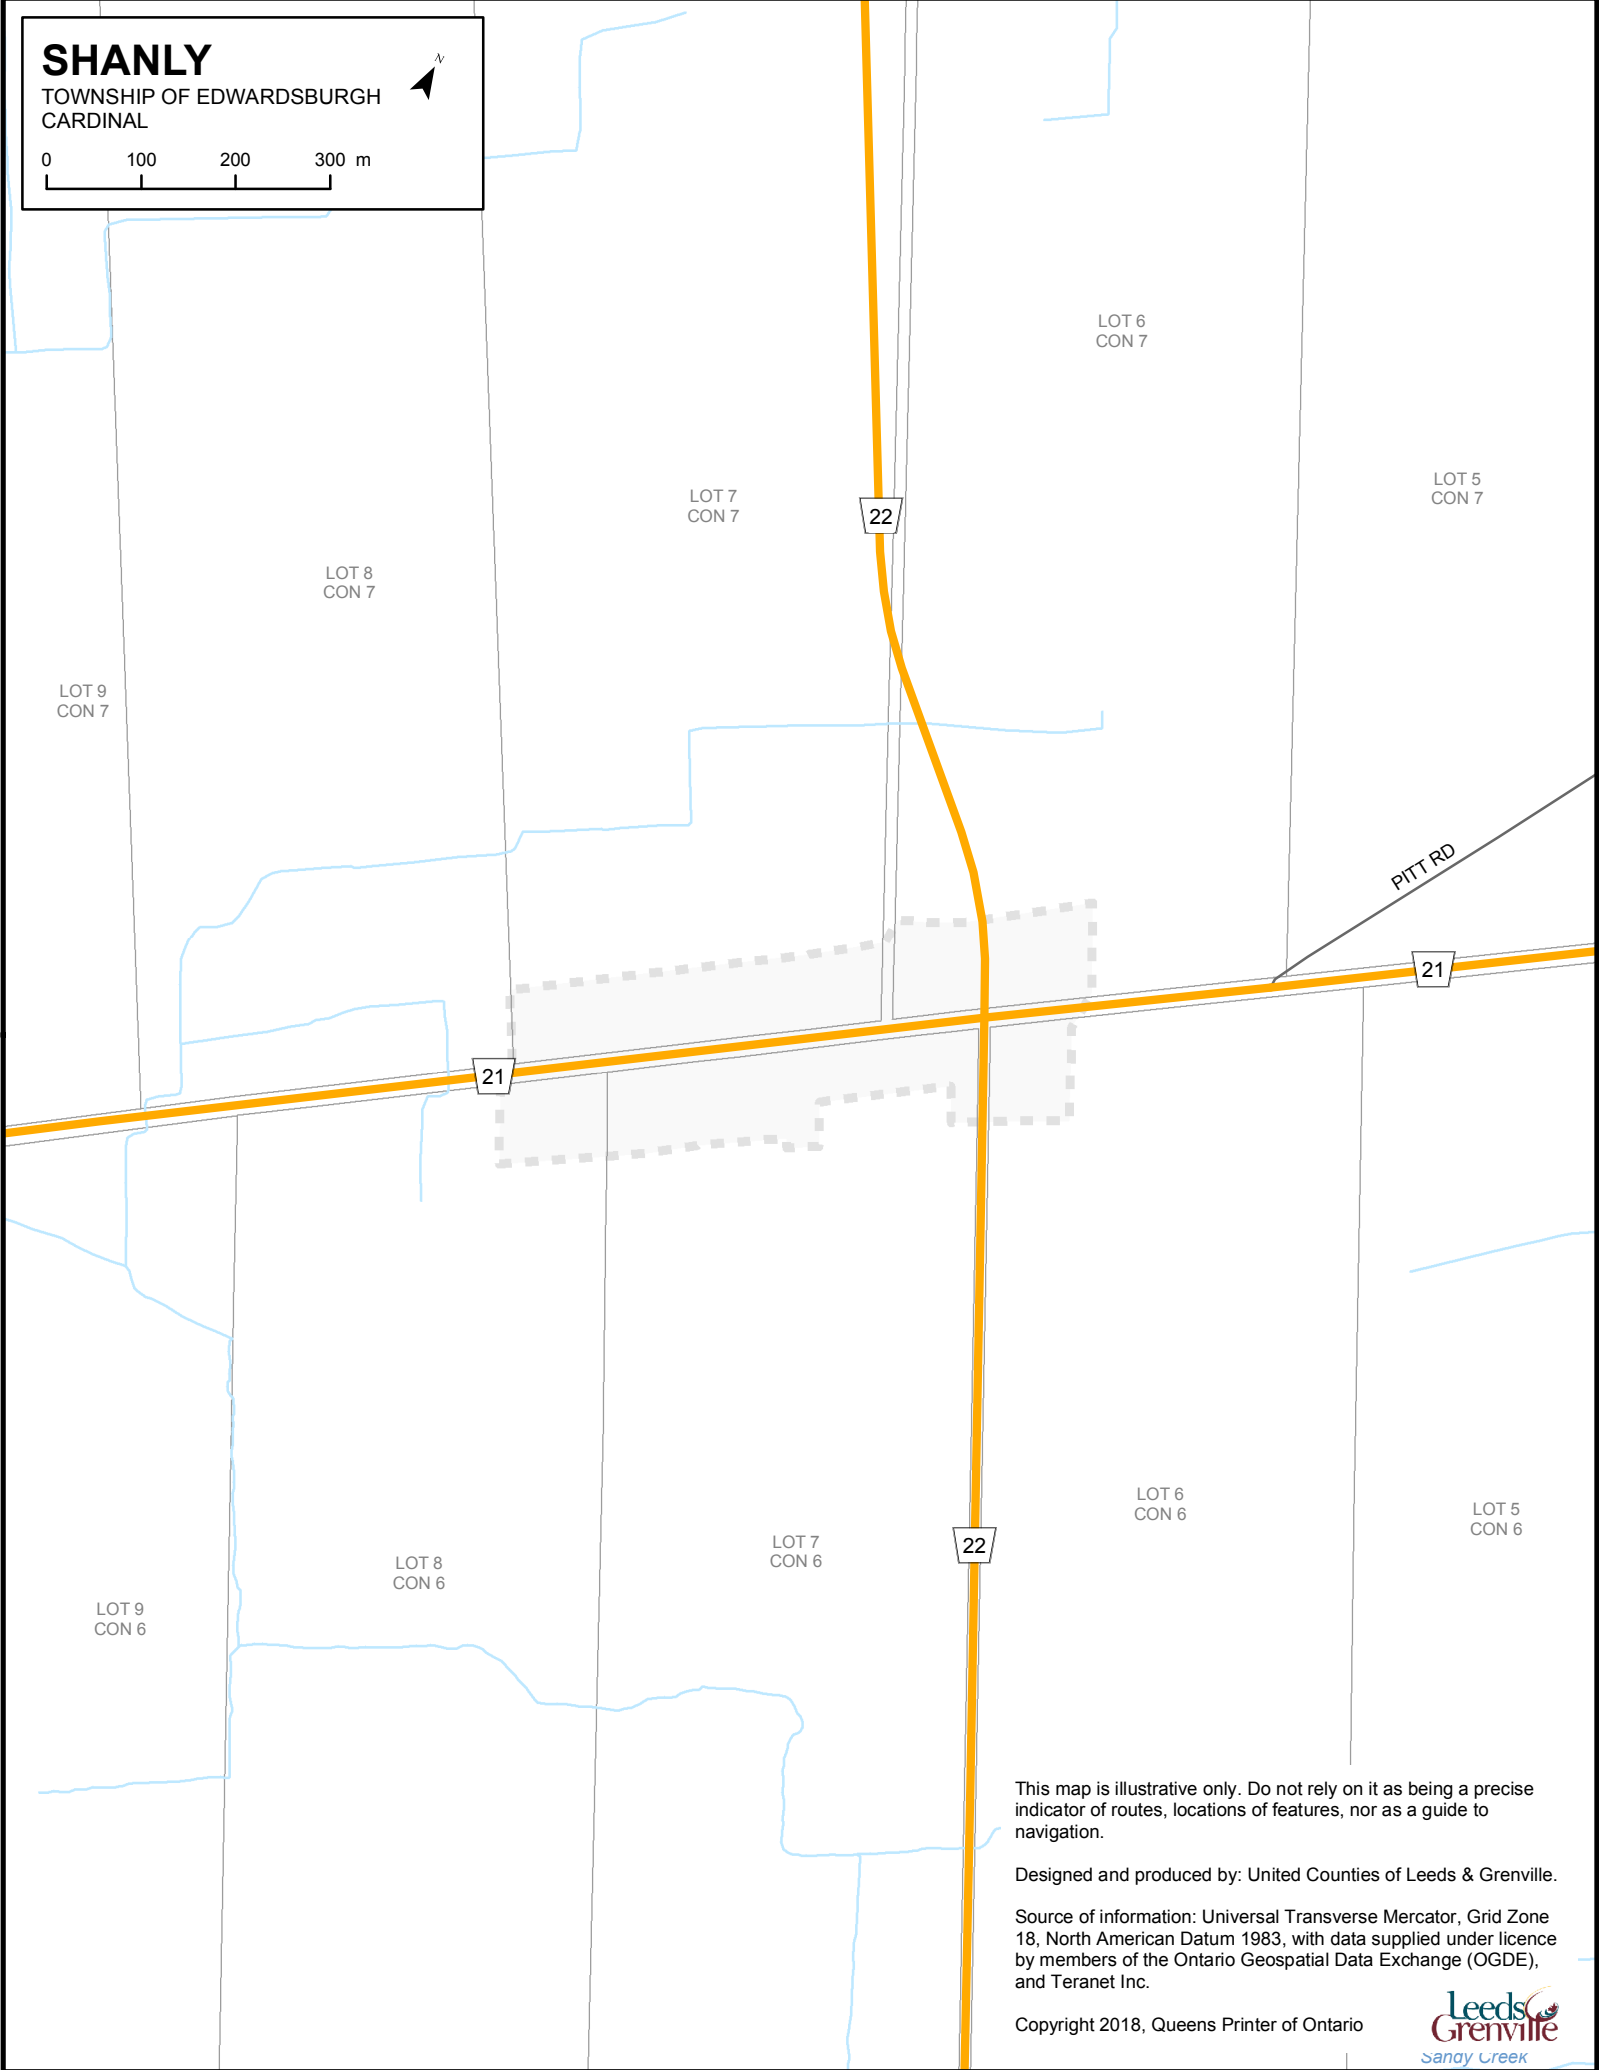 SHANLY
N
TOWNSHIP OF EDWARDSBURGH
CARDINAL
0 100 200 300 m
LOT 6
CON 7
LOT 5
CON 7
LOT 7
CON 7
22
LOT 8
CON 7
LOT 9
CON 7
PITT RD
21
21
LOT 6
CON 6
LOT 5
CON 6
22
LOT 7
CON 6
LOT 8
CON 6
LOT 9
CON 6
This map is illustrative only. Do not rely on it as being a precise
indicator of routes, locations of features, nor as a guide to
navigation.
Designed and produced by: United Counties of Leeds & Grenville.
Source of information: Universal Transverse Mercator, Grid Zone
18, North American Datum 1983, with data supplied under licence
by members of the Ontario Geospatial Data Exchange (OGDE),
and Teranet Inc.
Copyright 2018, Queens Printer of Ontario
Leeds
Grenville
Sandy Creek